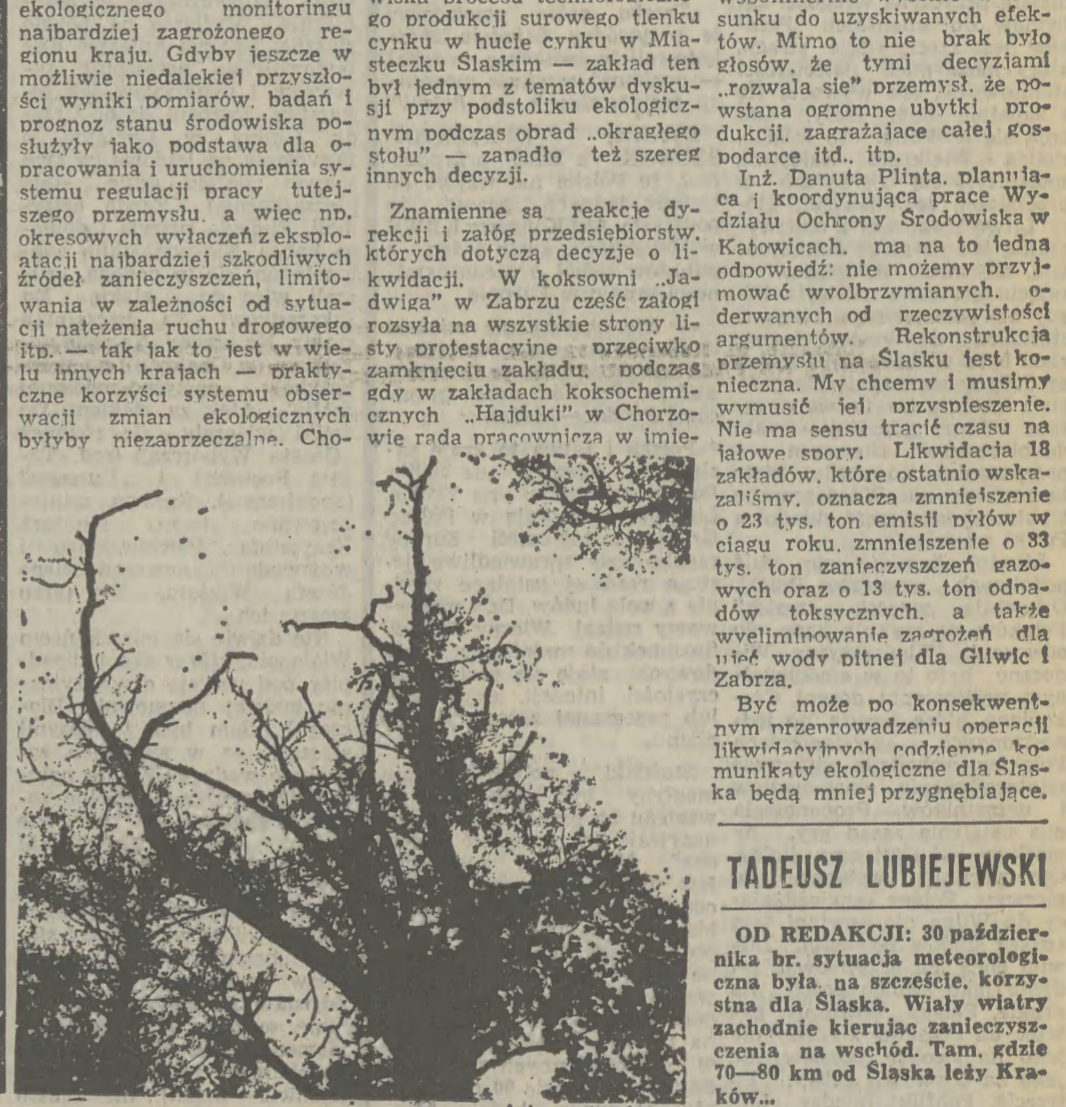 ekologicznego monitoringu
najbardziej zagrożonego re-
gionu kraju. Gdyby jeszcze w
możliwie niedalekiej przyszło-
ści wyniki pomiarów, badań i
prognoz stanu środowiska po-
służyły jako podstawa dla o-
pracowania i uruchomienia sy-
stemu regulacji pracy tutej-
szego przemysłu, a więc np.
okresowych wyłączeń z eksplo-
atacji najbardziej szkodliwych
źródeł zanieczyszczeń, limito-
wania w zależności od sytua-
cji natężenia ruchu drogowego
itp. — tak jak to jest w wie-
lu innych krajach — prakty-
czne korzyści systemu obser-
wacji zmian ekologicznych
byłyby niezaprzeczalne. Cho-
go produkcji surowego tlenku
cynku w hucie cynku w Mia-
steczku Śląskim — zakład ten
był jednym z tematów dysku-
sji przy podstoliku ekologicz-
nym podczas obrad „okrągłego
stołu” — zapadło też szereg
innych decyzji.
Znamienne są reakcje dy-
rekcji i załóg przedsiębiorstw,
których dotyczą decyzje o li-
kwidacji. W koksowni „Ja-
dwiga” w Zabrzu część załogi
rozsyła na wszystkie strony li-
sty protestacyjne przeciwko
zamknięciu zakładu, podczas
gdy w zakładach koksochemi-
cznych „Hajduki” w Chorzo-
wie rada pracownicza w imie-
sunku do uzyskiwanych efek-
tów. Mimo to nie brak było
głosów, że tymi decyzjami
„rozwala się” przemysł, że po-
wstaną ogromne ubytki pro-
dukcji, zagrażające całej gos-
podarce itd., itp.
Inż. Danuta Plinta, planują-
ca i koordynująca prace Wy-
działu Ochrony Środowiska w
Katowicach, ma na to jedną
odpowiedź: nie możemy przyj-
mować wyolbrzymianych, o-
derwanych od rzeczywistości
argumentów. Rekonstrukcja
przemysłu na Śląsku jest ko-
nieczna. My chcemy i musimy
wymusić jej przyspieszenie.
Nie ma sensu tracić czasu na
jałowe spory. Likwidacja 18
zakładów, które ostatnio wska-
zaliśmy, oznacza zmniejszenie
o 23 tys. ton emisji pyłów w
ciągu roku, zmniejszenie o 33
tys. ton zanieczyszczeń gazo-
wych oraz o 13 tys. ton odpa-
dów toksycznych, a także
wyeliminowanie zagrożeń dla
ujęć wody pitnej dla Gliwic i
Zabrza.
Być może po konsekwent-
nym przeprowadzeniu operacji
likwidacyjnych codzienne ko-
munikaty ekologiczne dla Śląs-
ka będą mniej przygnębiające.
TADEUSZ LUBIEJEWSKI
OD REDAKCJI: 30 paździer-
nika br. sytuacja meteorologi-
czna była, na szczęście, korzy-
stna dla Śląska. Wiały wiatry
zachodnie kierując zanieczysz-
czenia na wschód. Tam, gdzie
70—80 km od Śląska leży Kra-
ków...